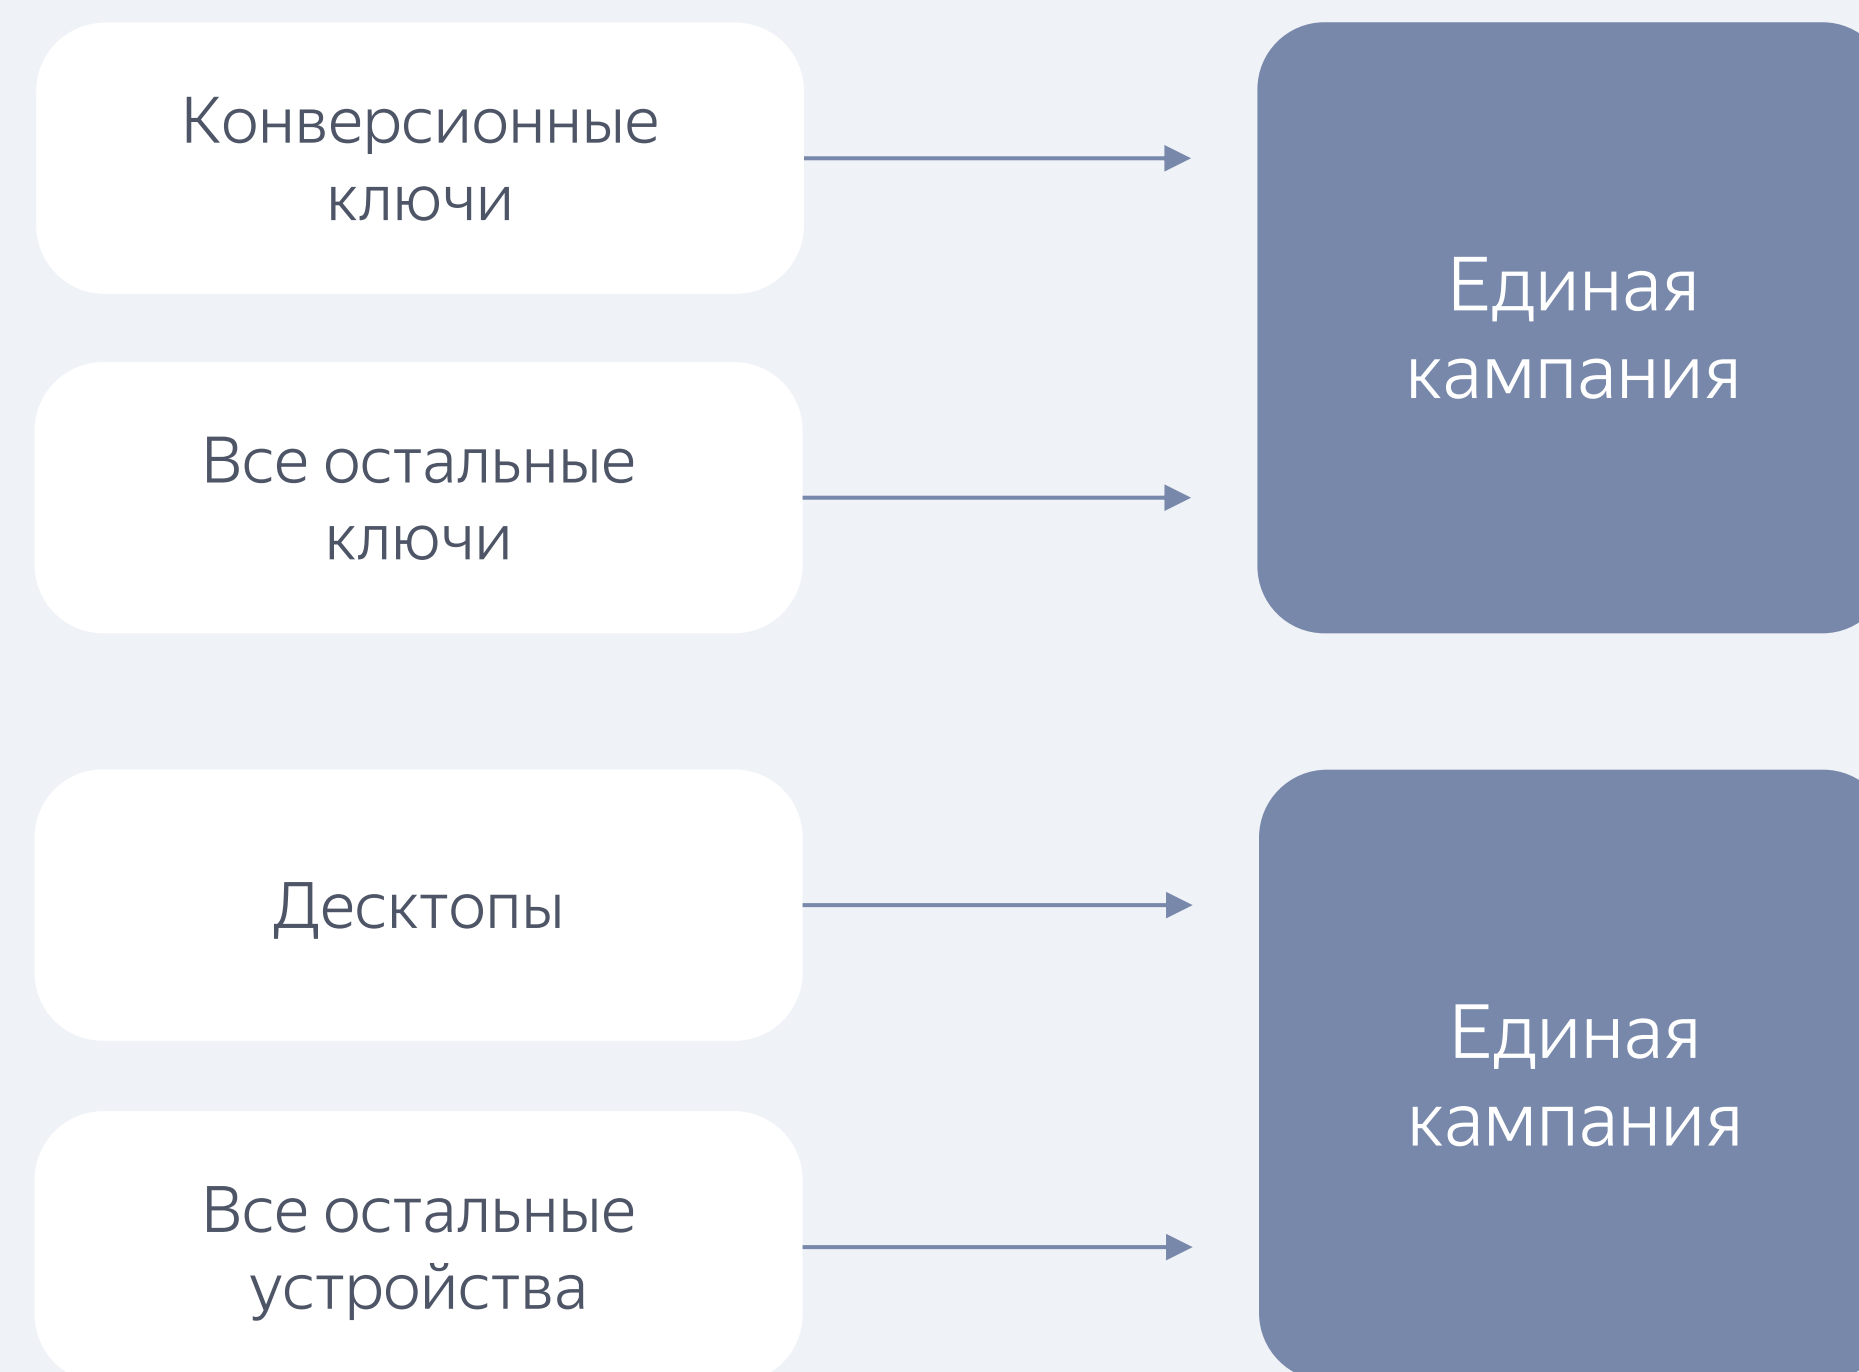 Конверсионные
ключи
Все остальные
ключи
Единая
кампания
Десктопы
Все остальные
устройства
Единая
кампания